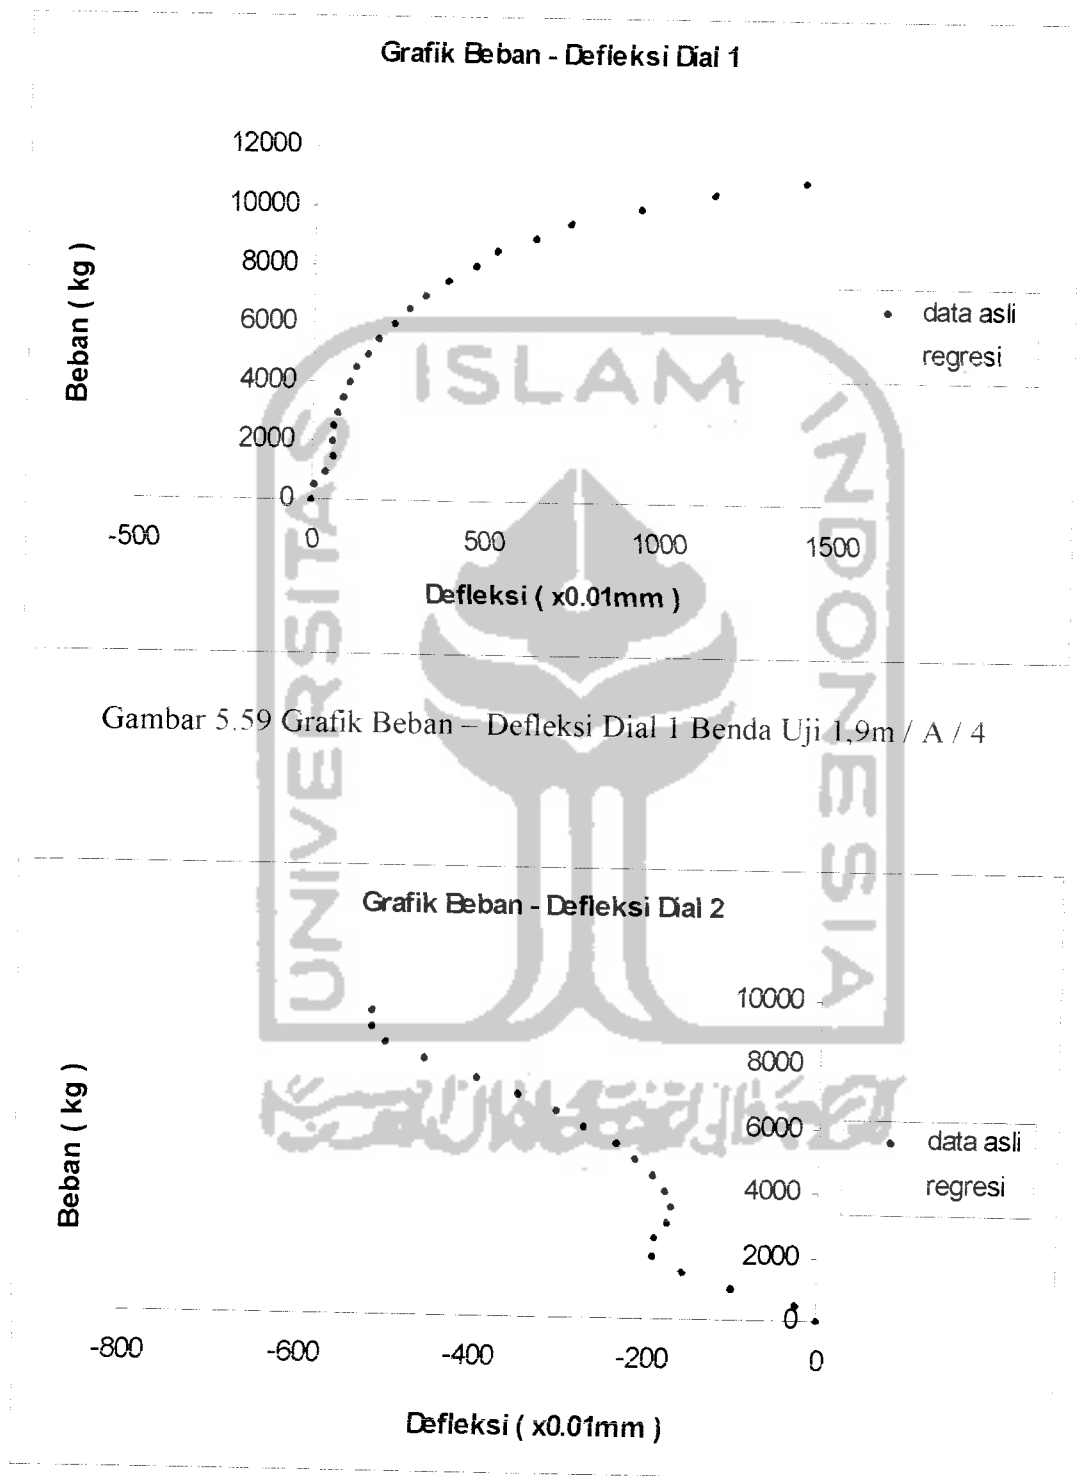 Grafik Beban - Defleksi Dial 1
12000
10000
8000
6000
4000
2000
0
Beban ( kg )
-500 0 500 1000 1500
Defleksi ( x0.01mm )
data asli
regresi
Gambar 5.59 Grafik Beban – Defleksi Dial 1 Benda Uji 1,9m / A / 4
Grafik Beban - Defleksi Dial 2
10000
8000
6000
4000
2000
0
Beban ( kg )
-800 -600 -400 -200 0
Defleksi ( x0.01mm )
data asli
regresi
UNIVERSITAS
ISLAM
INDONESIA